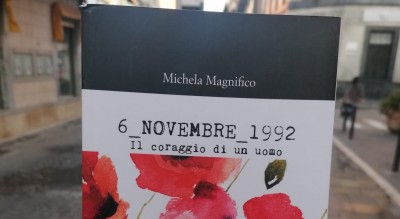 Michela Magnifico
6_NOVEMBRE_1992
Il coraggio di un uomo